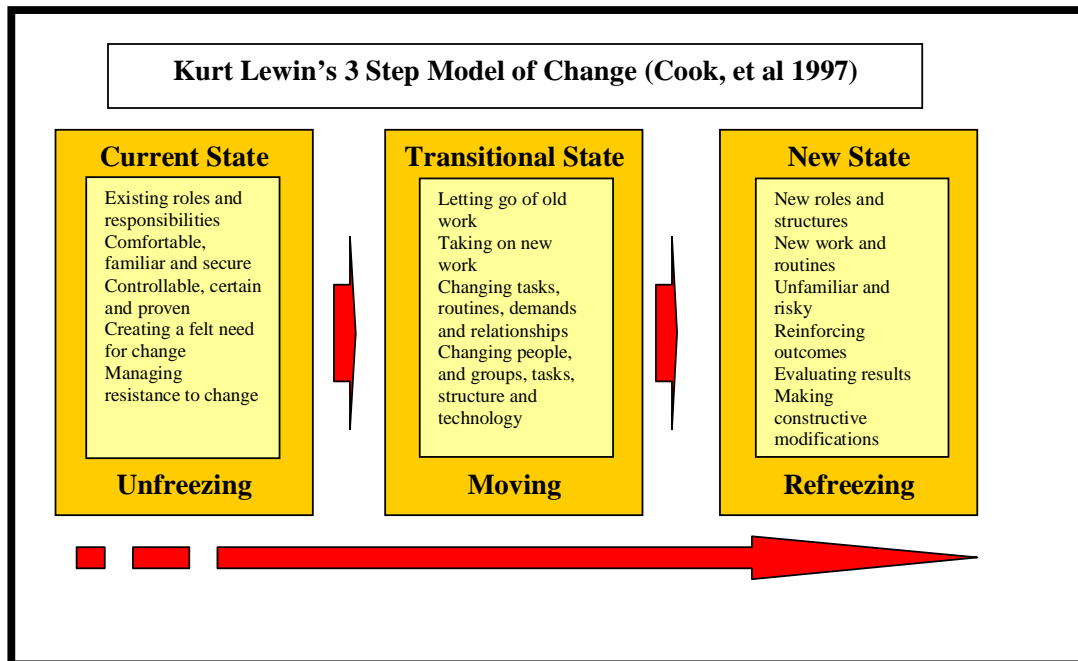 Kurt Lewin’s 3 Step Model of Change (Cook, et al 1997)
Current State
Existing roles and
responsibilities
Comfortable,
familiar and secure
Controllable, certain
and proven
Creating a felt need
for change
Managing
resistance to change
Unfreezing
Transitional State
Letting go of old
work
Taking on new
work
Changing tasks,
routines, demands
and relationships
Changing people,
and groups, tasks,
structure and
technology
Moving
New State
New roles and
structures
New work and
routines
Unfamiliar and
risky
Reinforcing
outcomes
Evaluating results
Making
constructive
modifications
Refreezing